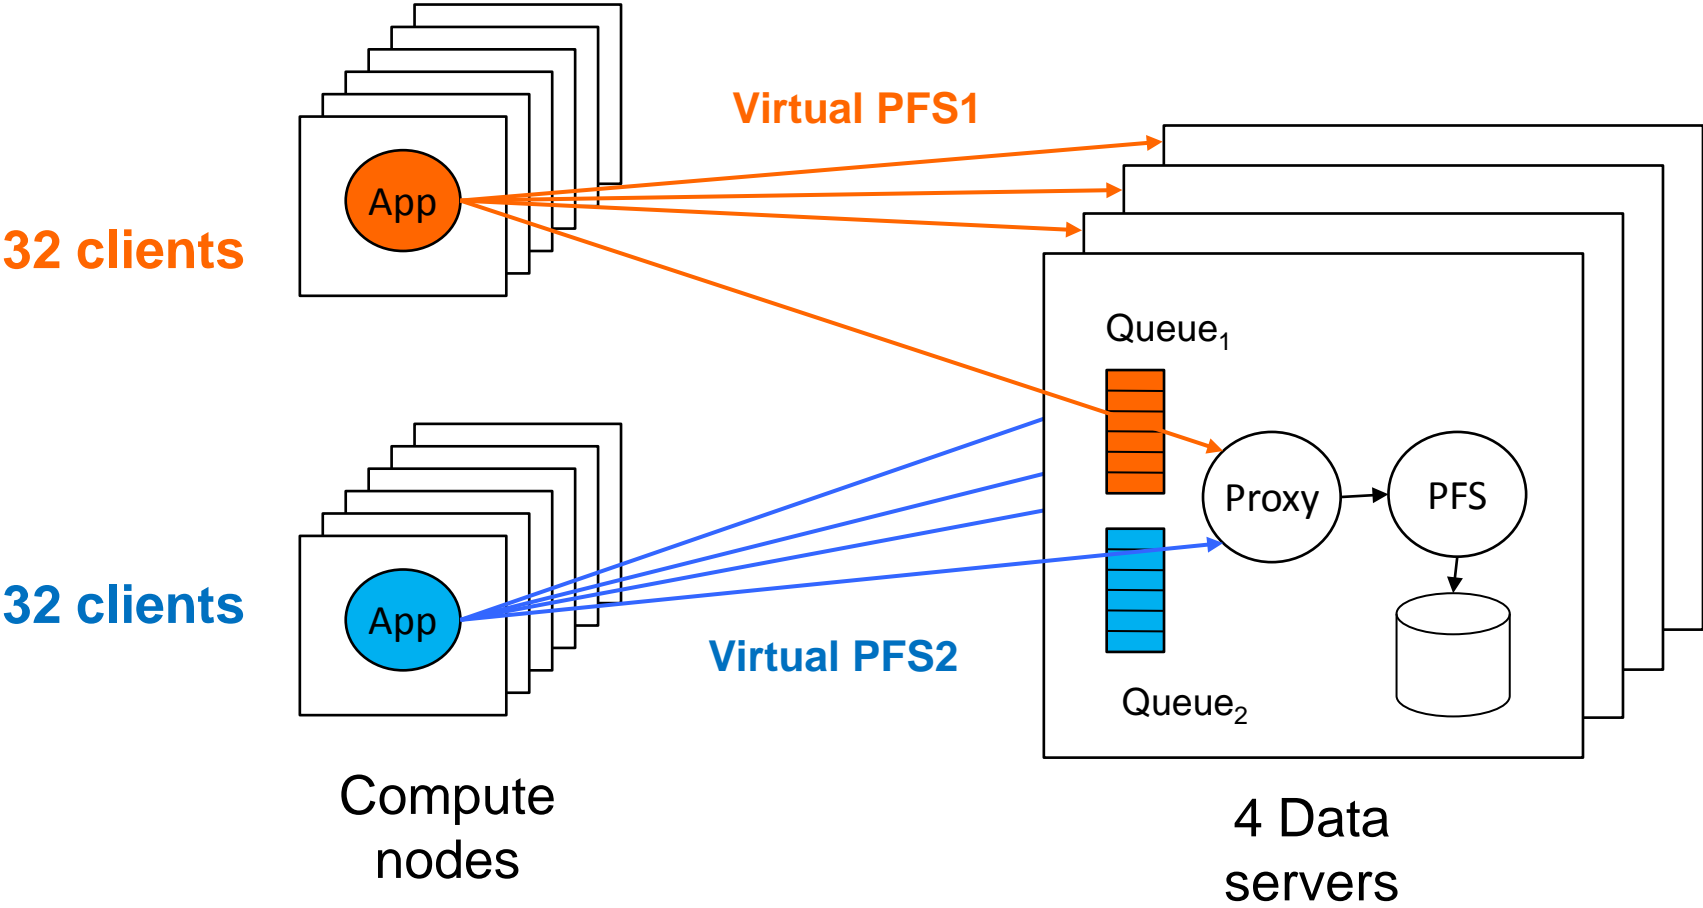 Virtual PFS1
App
32 clients
Queue₁
Proxy
PFS
32 clients
App
Virtual PFS2
Queue₂
Compute
nodes
4 Data
servers